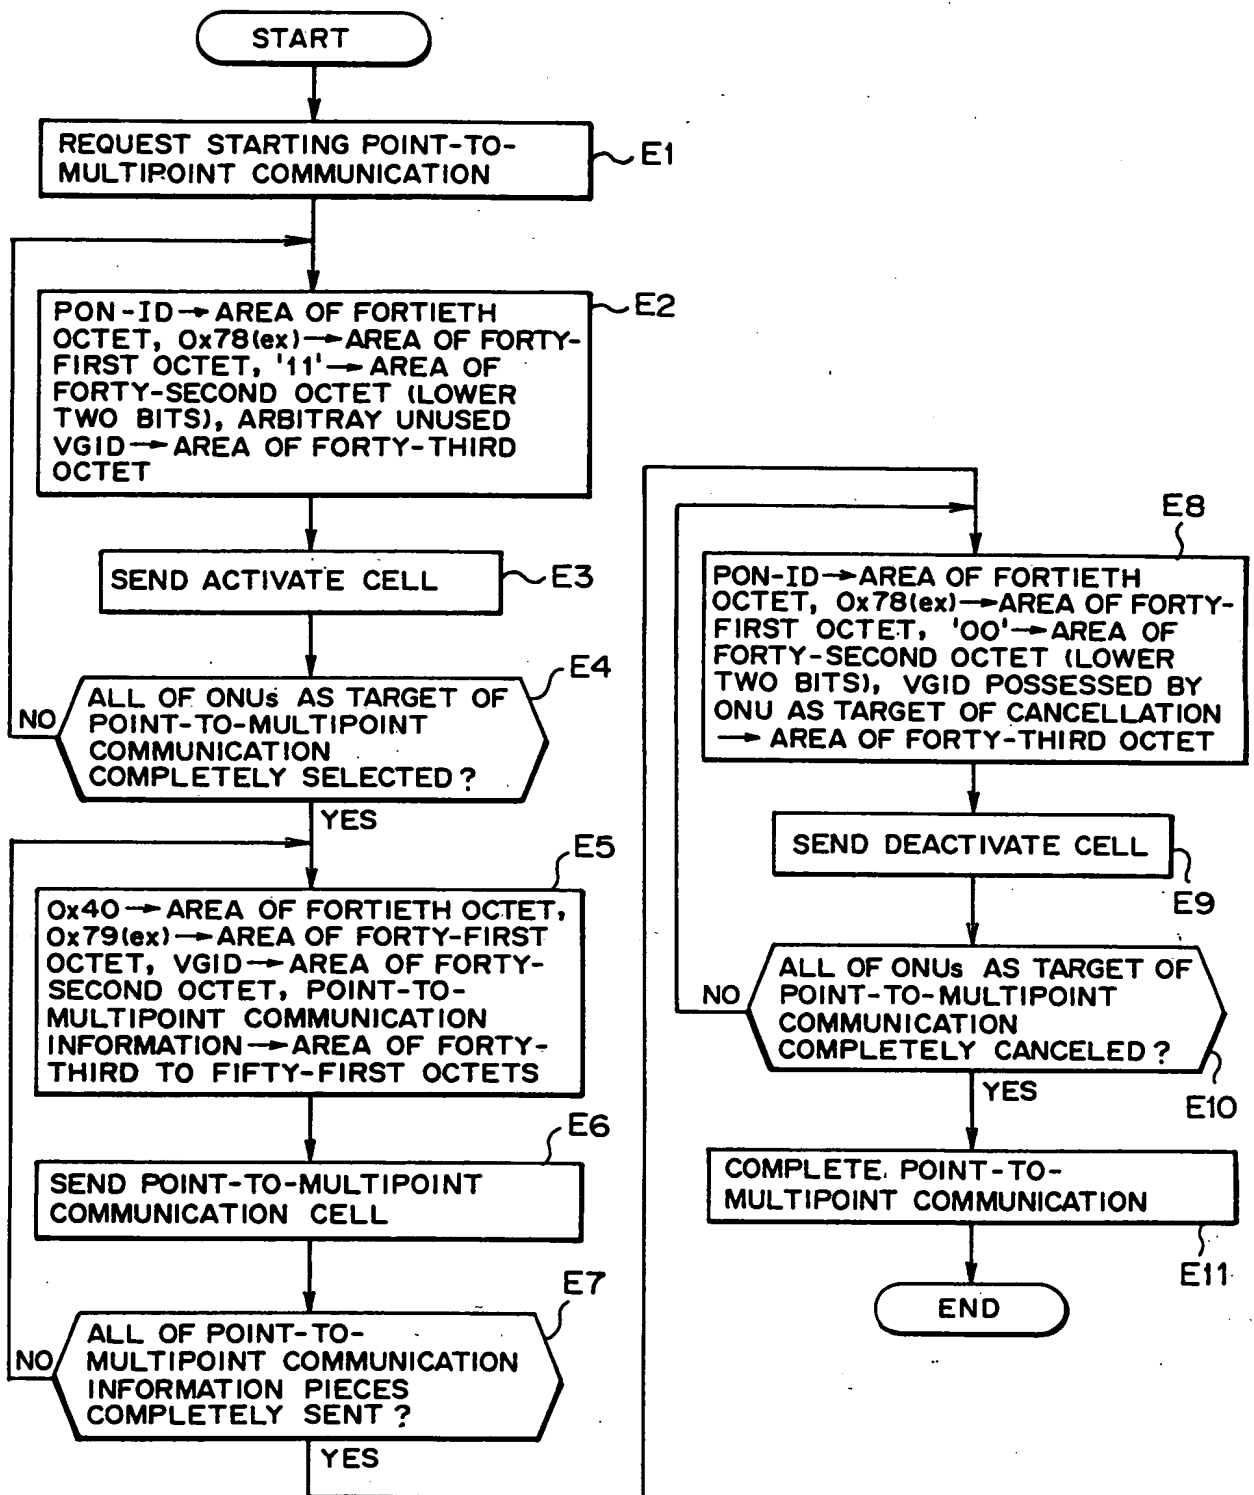 START
REQUEST STARTING POINT-TO-
MULTIPOINT COMMUNICATION
E1
PON-ID→AREA OF FORTIETH
OCTET, 0x78(ex)→AREA OF FORTY-
FIRST OCTET, '11'→AREA OF
FORTY-SECOND OCTET (LOWER
TWO BITS), ARBITRAY UNUSED
VGID→AREA OF FORTY-THIRD
OCTET
E2
SEND ACTIVATE CELL
E3
ALL OF ONUs AS TARGET OF
POINT-TO-MULTIPOINT
COMMUNICATION
COMPLETELY SELECTED?
E4
NO
YES
0x40→AREA OF FORTIETH OCTET,
0x79(ex)→AREA OF FORTY-FIRST
OCTET, VGID→AREA OF FORTY-
SECOND OCTET, POINT-TO-
MULTIPOINT COMMUNICATION
INFORMATION→AREA OF FORTY-
THIRD TO FIFTY-FIRST OCTETS
E5
SEND POINT-TO-MULTIPOINT
COMMUNICATION CELL
E6
ALL OF POINT-TO-
MULTIPOINT COMMUNICATION
INFORMATION PIECES
COMPLETELY SENT?
E7
NO
YES
PON-ID→AREA OF FORTIETH
OCTET, 0x78(ex)→AREA OF FORTY-
FIRST OCTET, '00'→AREA OF
FORTY-SECOND OCTET (LOWER
TWO BITS), VGID POSSESSED BY
ONU AS TARGET OF CANCELLATION
→ AREA OF FORTY-THIRD OCTET
E8
SEND DEACTIVATE CELL
E9
ALL OF ONUs AS TARGET OF
POINT-TO-MULTIPOINT
COMMUNICATION
COMPLETELY CANCELED?
E10
NO
YES
COMPLETE POINT-TO-
MULTIPOINT COMMUNICATION
E11
END